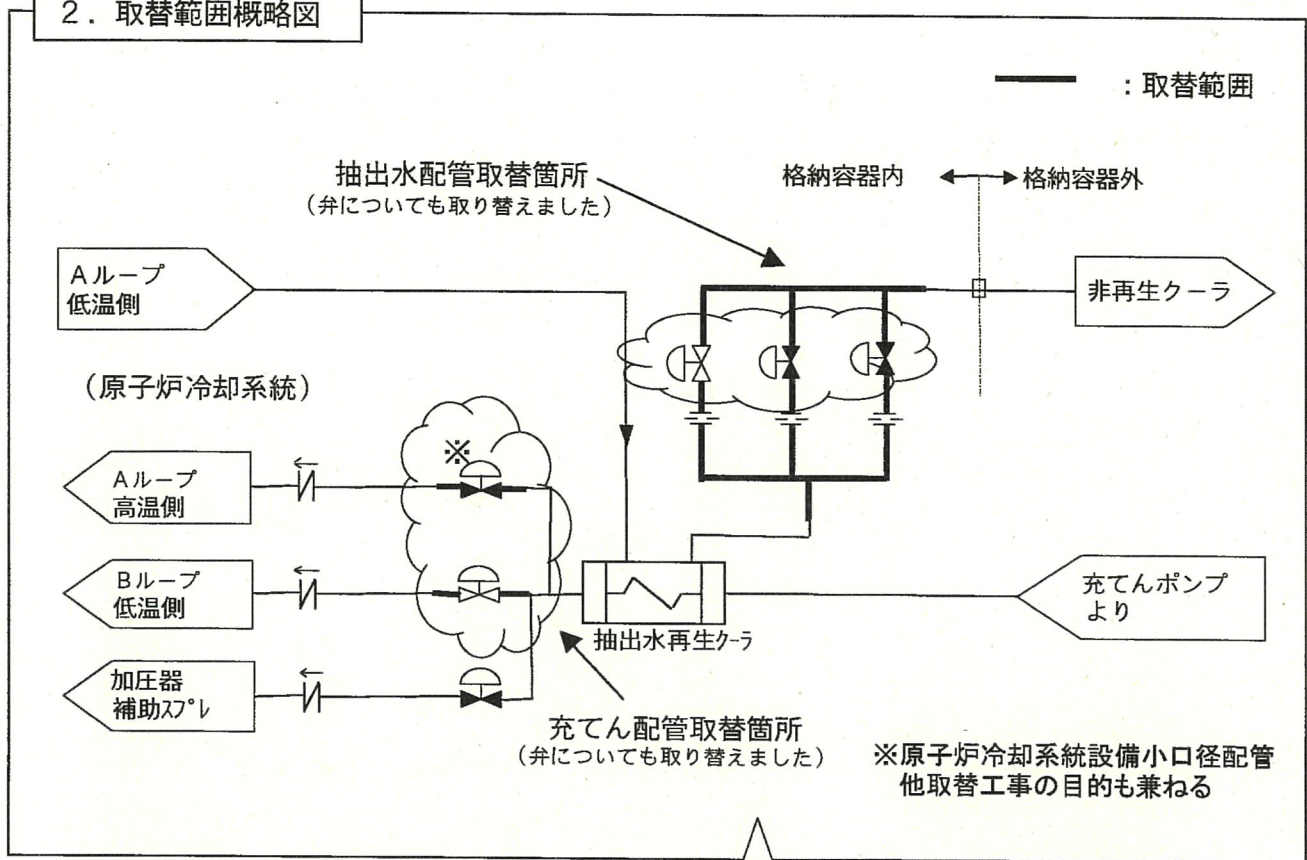 2．取替範囲概略図
：取替範囲
抽出水配管取替箇所
（弁についても取り替えました）
格納容器内
格納容器外
Aループ
低温側
非再生クーラ
（原子炉冷却系統）
※
Aループ
高温側
Bループ
低温側
加圧器
補助ｽﾌﾟﾚ
抽出水再生ｸｰﾗ
充てんポンプ
より
充てん配管取替箇所
（弁についても取り替えました）
※原子炉冷却系統設備小口径配管
他取替工事の目的も兼ねる